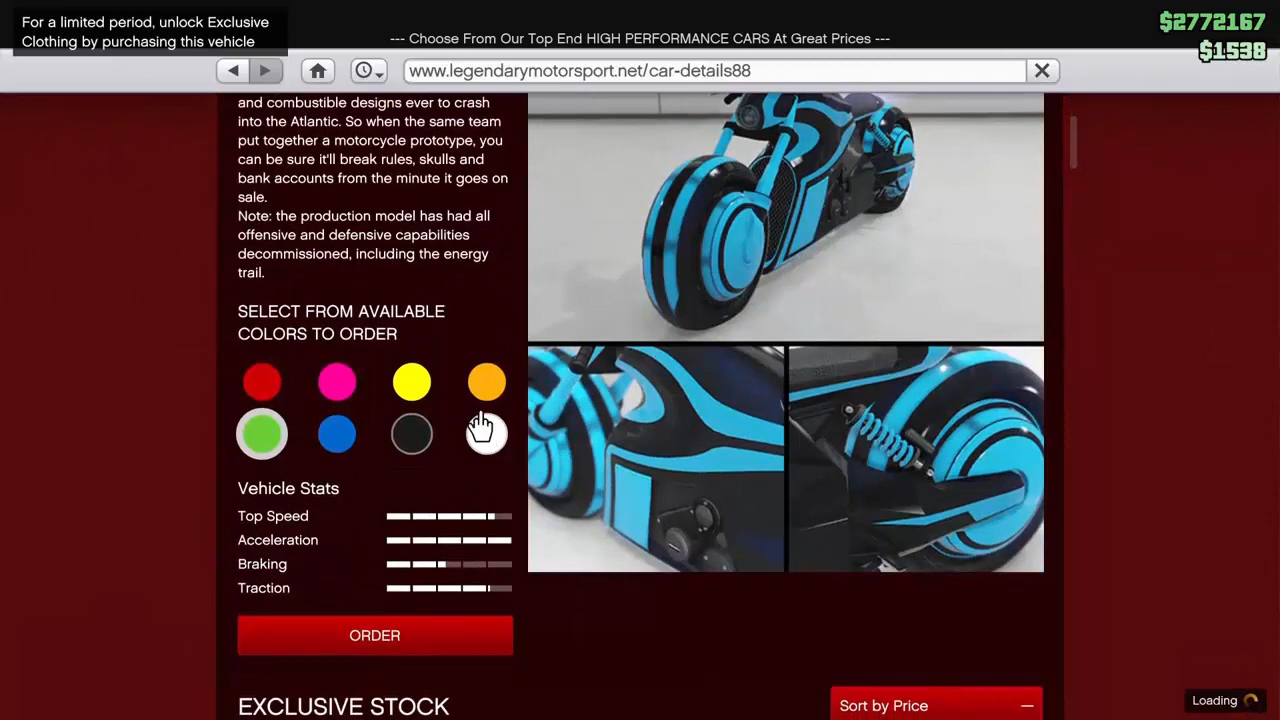 For a limited period, unlock Exclusive
Clothing by purchasing this vehicle
--- Choose From Our Top End HIGH PERFORMANCE CARS At Great Prices ---
$2772167
$1538
www.legendarymotorsport.net/car-details88
and combustible designs ever to crash
into the Atlantic. So when the same team
put together a motorcycle prototype, you
can be sure it'll break rules, skulls and
bank accounts from the minute it goes on
sale.
Note: the production model has had all
offensive and defensive capabilities
decommissioned, including the energy
trail.
SELECT FROM AVAILABLE
COLORS TO ORDER
Vehicle Stats
Top Speed
Acceleration
Braking
Traction
ORDER
EXCLUSIVE STOCK
Sort by Price
Loading